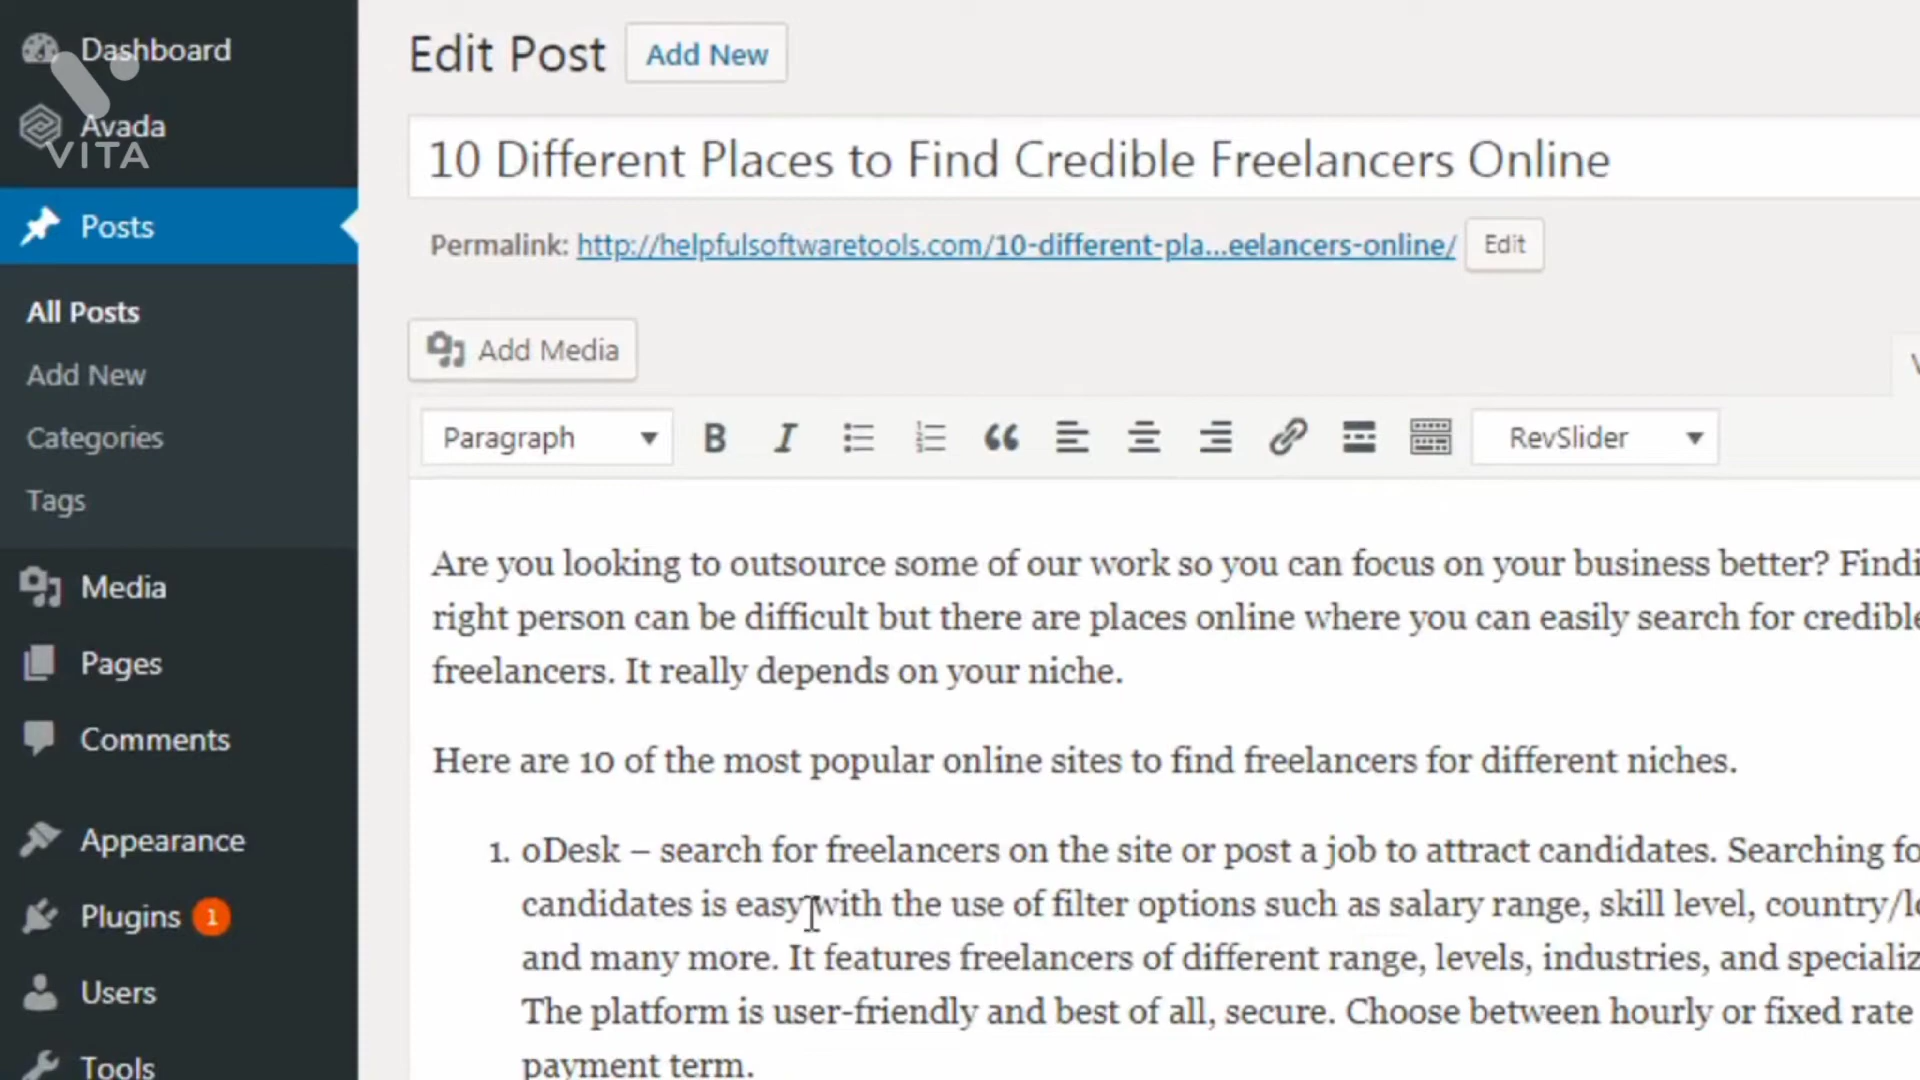 Dashboard
Avada
VITA
Posts
All Posts
Add New
Categories
Tags
Media
Pages
Comments
Appearance
Plugins 1
Users
Tools
Edit Post Add New
10 Different Places to Find Credible Freelancers Online
Permalink: http://helpfulsoftwaretools.com/10-different-pla...eelancers-online/ Edit
Add Media
Paragraph B I RevSlider
Are you looking to outsource some of our work so you can focus on your business better? Findi
right person can be difficult but there are places online where you can easily search for credible
freelancers. It really depends on your niche.
Here are 10 of the most popular online sites to find freelancers for different niches.
1. oDesk – search for freelancers on the site or post a job to attract candidates. Searching fo
candidates is easy with the use of filter options such as salary range, skill level, country/lo
and many more. It features freelancers of different range, levels, industries, and specializ
The platform is user-friendly and best of all, secure. Choose between hourly or fixed rate
payment term.